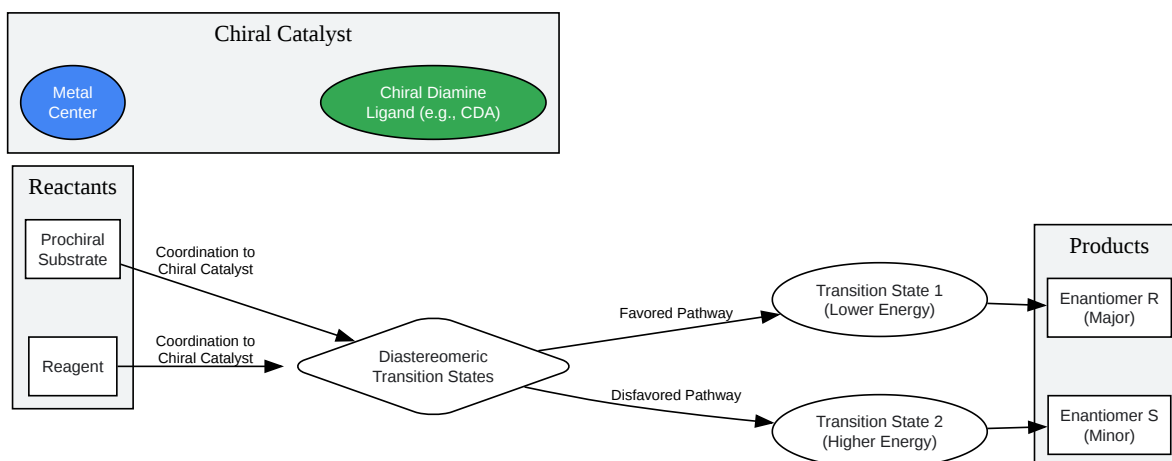 Chiral Catalyst
Metal
Center
Chiral Diamine
Ligand (e.g., CDA)
Reactants
Prochiral
Substrate
Reagent
Coordination to
Chiral Catalyst
Coordination to
Chiral Catalyst
Diastereomeric
Transition States
Favored Pathway
Disfavored Pathway
Transition State 1
(Lower Energy)
Transition State 2
(Higher Energy)
Products
Enantiomer R
(Major)
Enantiomer S
(Minor)